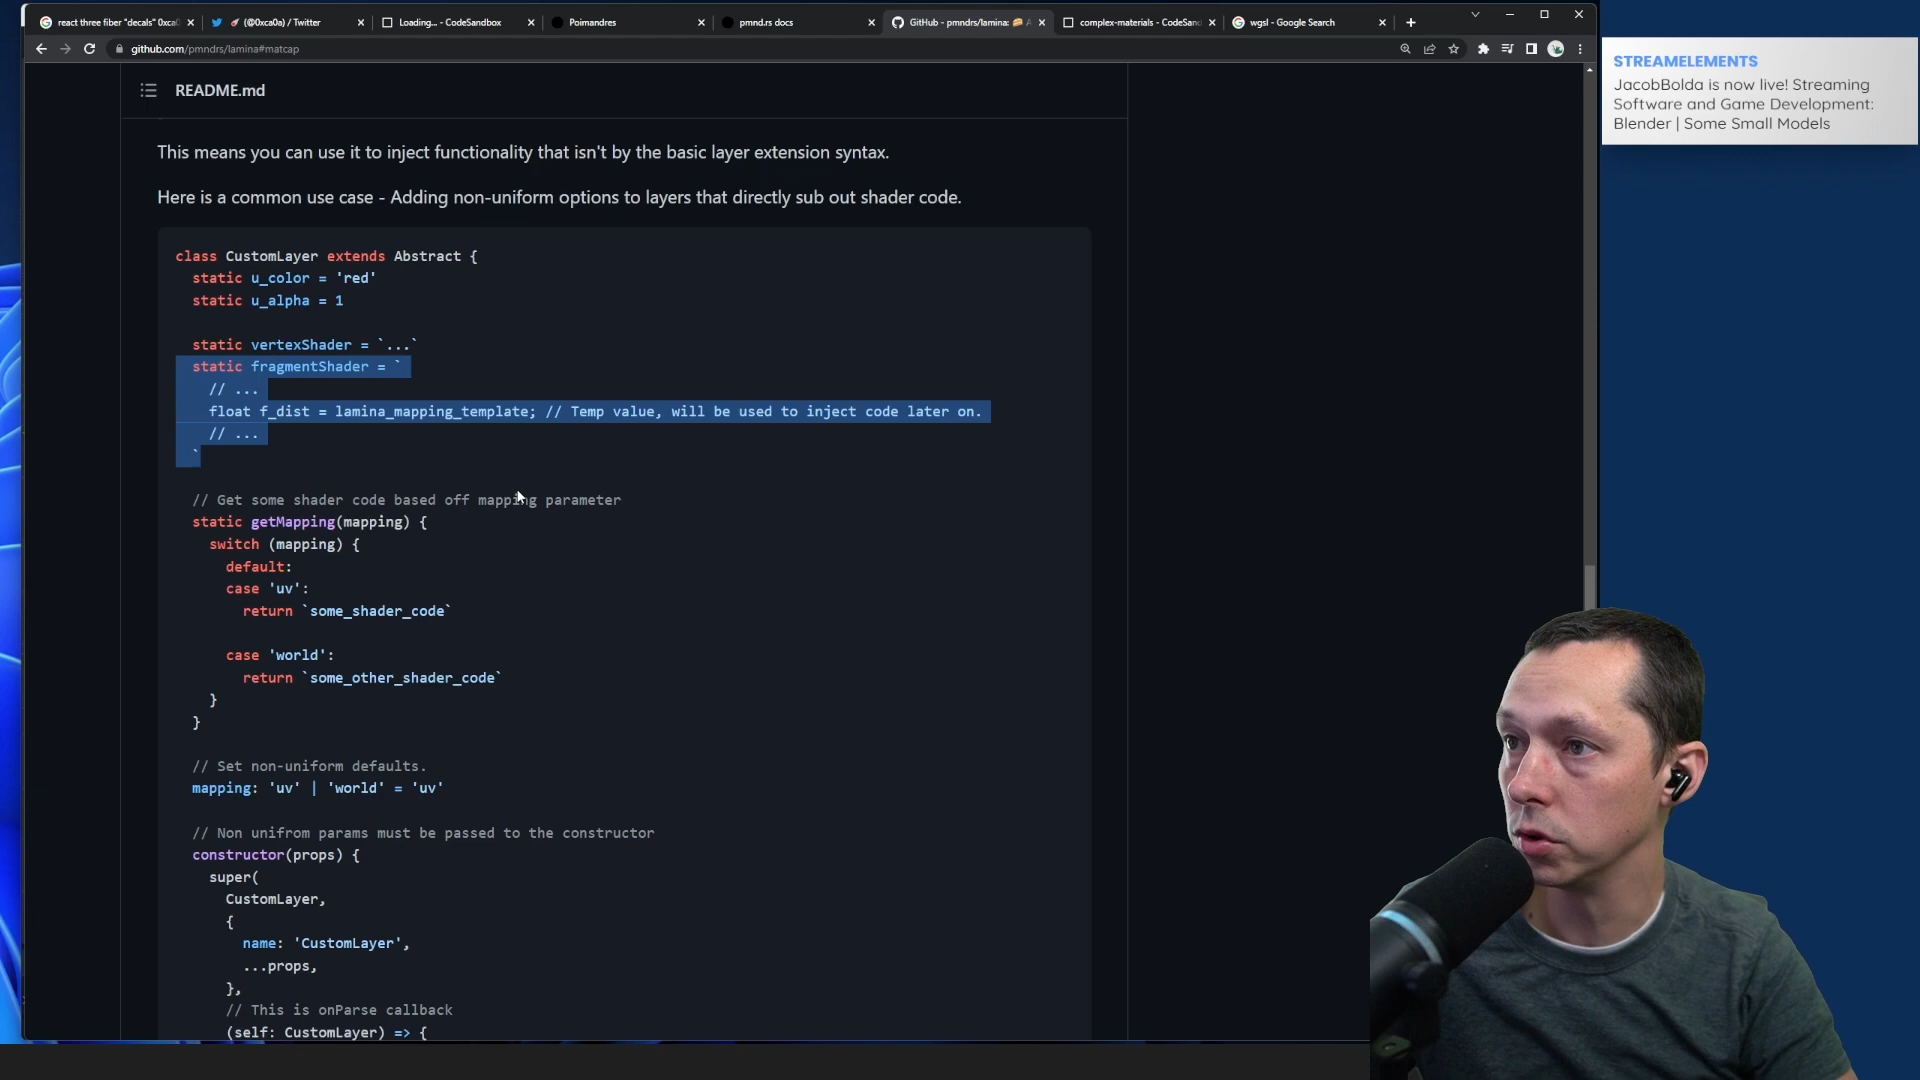 react three fiber "decals" 0xca0
🚀 (@0xca0a) / Twitter
Loading... - CodeSandbox
Poimandres
pmnd.rs docs
GitHub - pmndrs/lamina: 🍰 A
complex-materials - CodeSand
wgsl - Google Search
github.com/pmndrs/lamina#matcap
README.md
This means you can use it to inject functionality that isn't by the basic layer extension syntax.
Here is a common use case - Adding non-uniform options to layers that directly sub out shader code.
class CustomLayer extends Abstract {
static u_color = 'red'
static u_alpha = 1
static vertexShader = `...`
static fragmentShader = `
// ...
float f_dist = lamina_mapping_template; // Temp value, will be used to inject code later on.
// ...
`
// Get some shader code based off mapping parameter
static getMapping(mapping) {
switch (mapping) {
default:
case 'uv':
return `some_shader_code`
case 'world':
return `some_other_shader_code`
}
}
// Set non-uniform defaults.
mapping: 'uv' | 'world' = 'uv'
// Non unifrom params must be passed to the constructor
constructor(props) {
super(
CustomLayer,
{
name: 'CustomLayer',
...props,
},
// This is onParse callback
(self: CustomLayer) => {
STREAMELEMENTS
JacobBolda is now live! Streaming
Software and Game Development:
Blender | Some Small Models